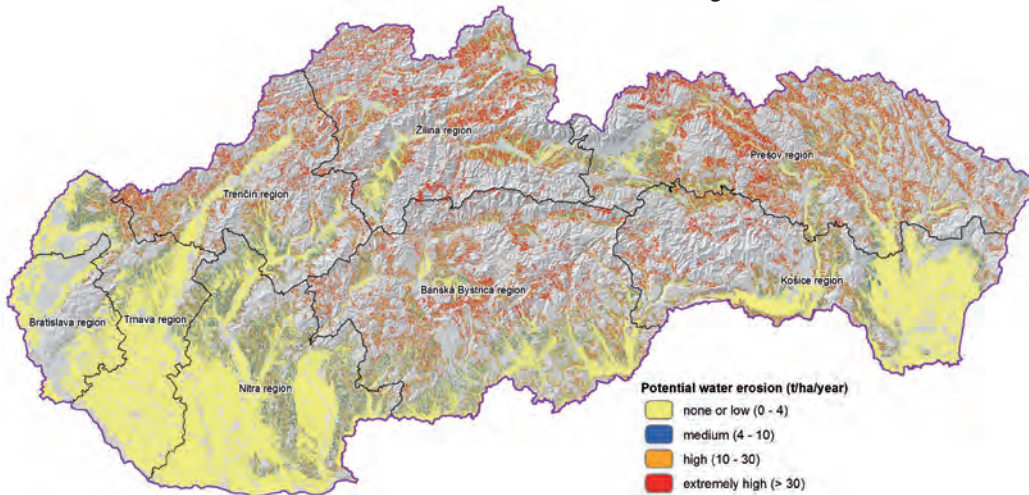 Žilina region
Prešov region
Trenčín region
Košice region
Banská Bystrica region
Bratislava region
Trnava region
Nitra region
Potential water erosion (t/ha/year)
none or low (0 - 4)
medium (4 - 10)
high (10 - 30)
extremely high (> 30)